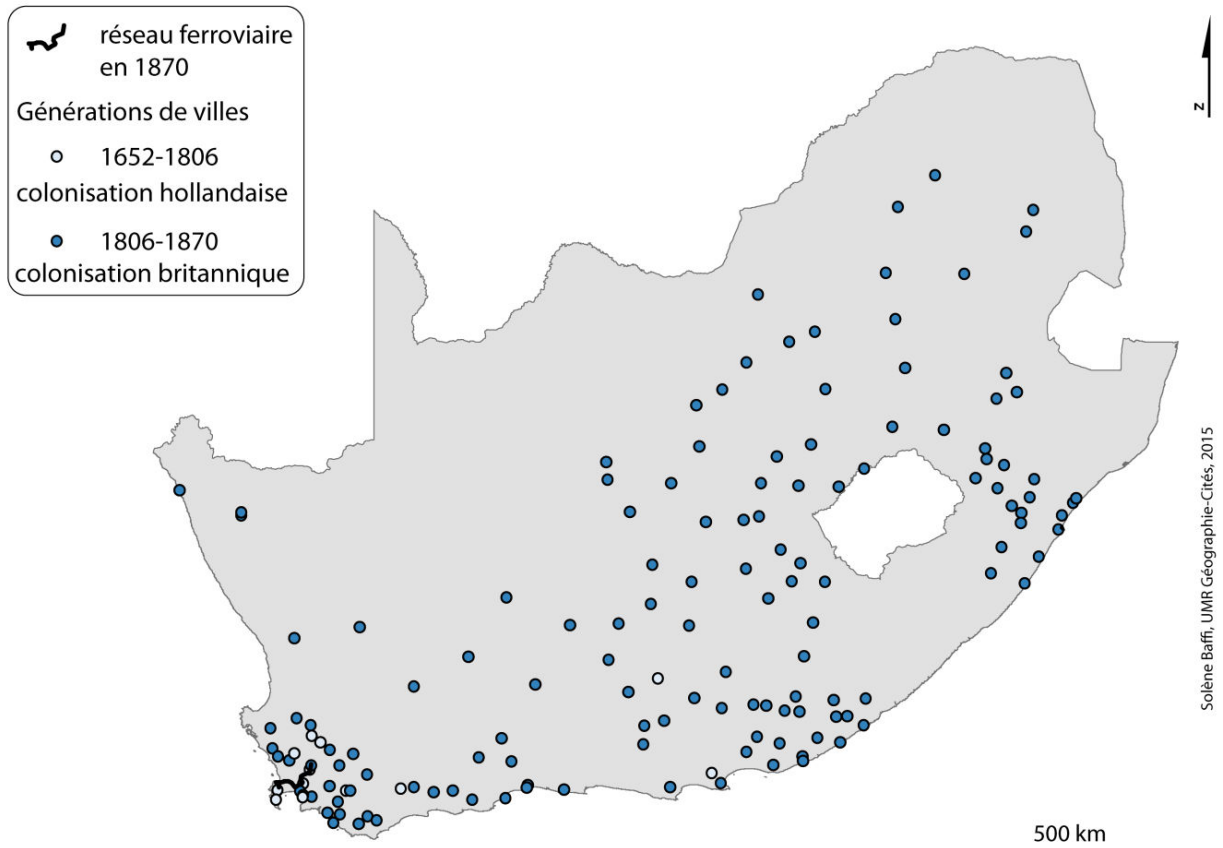 réseau ferroviaire
en 1870
Générations de villes
1652-1806
colonisation hollandaise
1806-1870
colonisation britannique
N
Solène Baffi, UMR Géographie-Cités, 2015
500 km